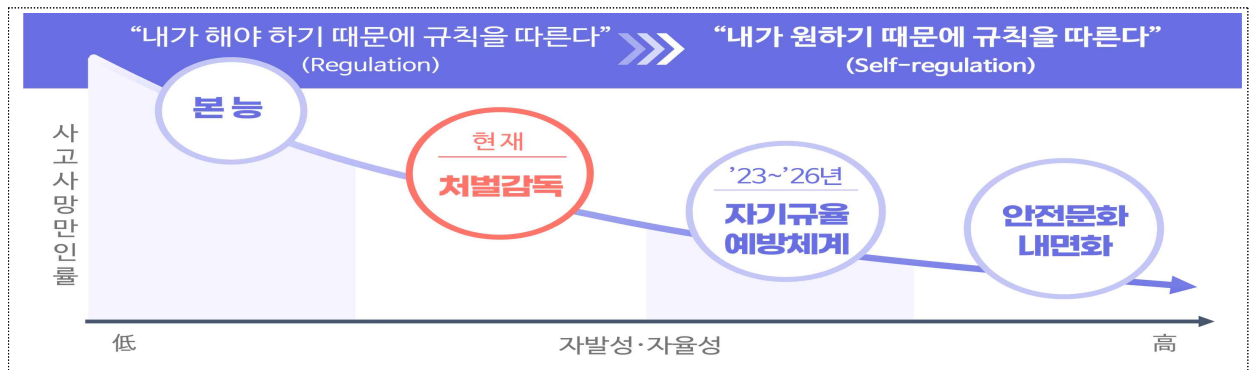 “내가 해야 하기 때문에 규칙을 따른다”
(Regulation)
“내가 원하기 때문에 규칙을 따른다”
(Self-regulation)
본능
현재
처벌감독
’23~’26년
자기규율
예방체계
안전문화
내면화
사고사망만인률
低
자발성·자율성
高